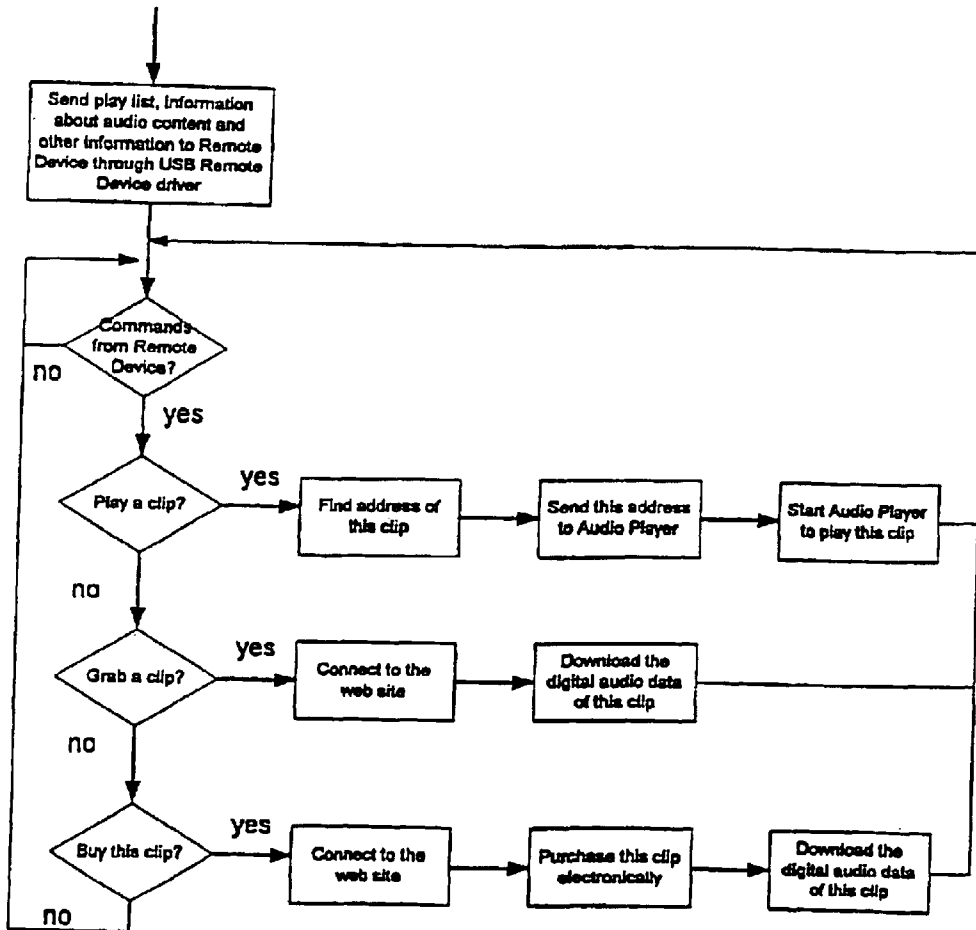 Send play list, Information
about audio content and
other Information to Remote
Device through USB Remote
Device driver
Commands
from Remote
Device?
no
yes
Play a clip?
yes
Find address of
this clip
Send this address
to Audio Player
Start Audio Player
to play this clip
no
Grab a clip?
yes
Connect to the
web site
Download the
digital audio data
of this clip
no
Buy this clip?
yes
Connect to the
web site
Purchase this clip
electronically
Download the
digital audio data
of this clip
no